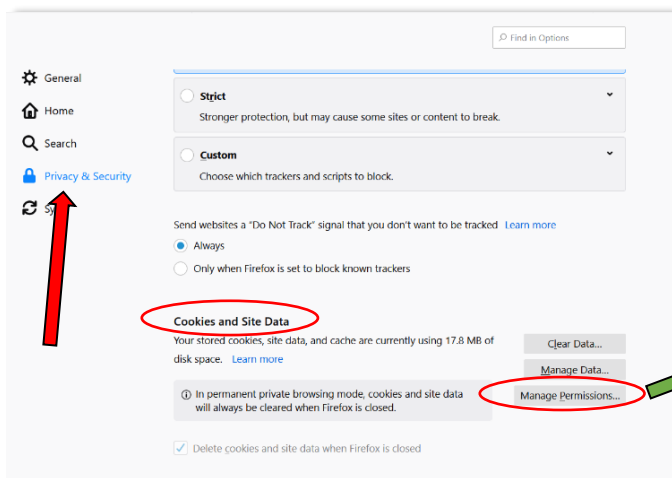 Find in Options
General
Home
Search
Privacy & Security
Sy
Strict
Stronger protection, but may cause some sites or content to break.
Custom
Choose which trackers and scripts to block.
Send websites a “Do Not Track” signal that you don’t want to be tracked Learn more
Always
Only when Firefox is set to block known trackers
Cookies and Site Data
Your stored cookies, site data, and cache are currently using 17.8 MB of
disk space. Learn more
Clear Data...
Manage Data...
Manage Permissions...
In permanent private browsing mode, cookies and site data
will always be cleared when Firefox is closed.
Delete cookies and site data when Firefox is closed